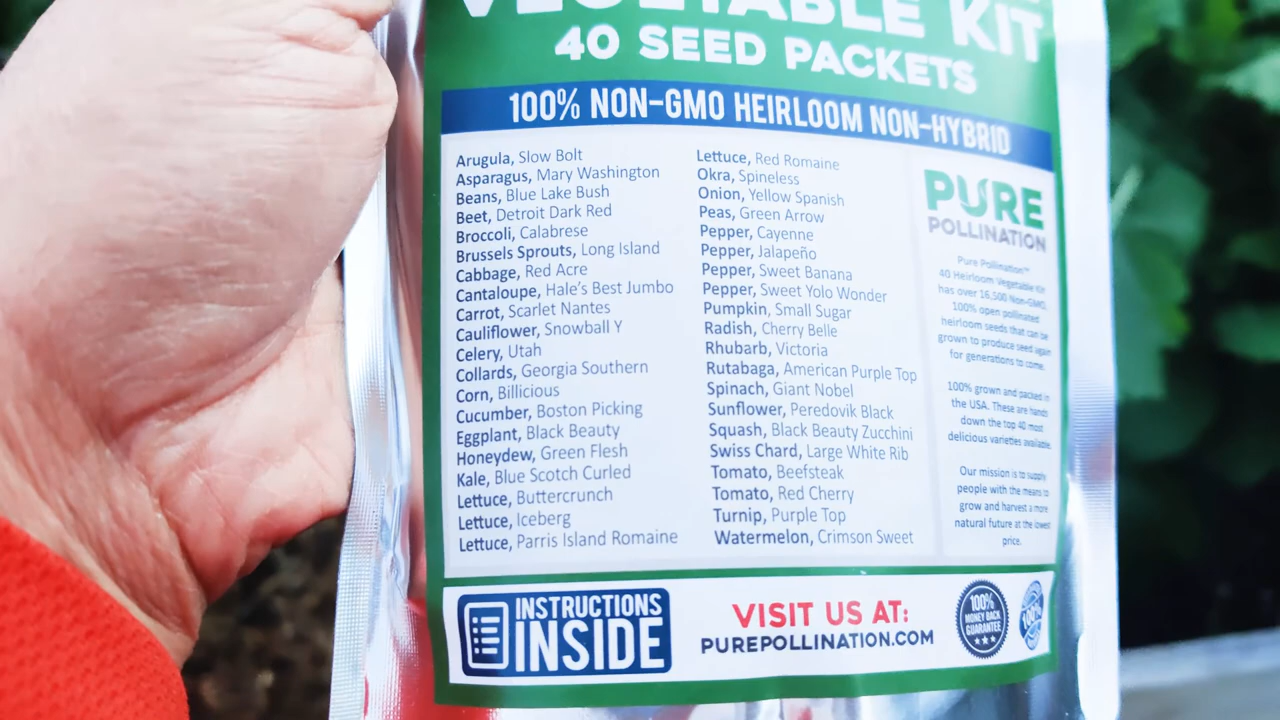 VEGETABLE KIT
40 SEED PACKETS
100% NON-GMO HEIRLOOM NON-HYBRID
Arugula, Slow Bolt
Asparagus, Mary Washington
Beans, Blue Lake Bush
Beet, Detroit Dark Red
Broccoli, Calabrese
Brussels Sprouts, Long Island
Cabbage, Red Acre
Cantaloupe, Hale's Best Jumbo
Carrot, Scarlet Nantes
Cauliflower, Snowball Y
Celery, Utah
Collards, Georgia Southern
Corn, Billicious
Cucumber, Boston Picking
Eggplant, Black Beauty
Honeydew, Green Flesh
Kale, Blue Scotch Curled
Lettuce, Buttercrunch
Lettuce, Iceberg
Lettuce, Parris Island Romaine
Lettuce, Red Romaine
Okra, Spineless
Onion, Yellow Spanish
Peas, Green Arrow
Pepper, Cayenne
Pepper, Jalapeño
Pepper, Sweet Banana
Pepper, Sweet Yolo Wonder
Pumpkin, Small Sugar
Radish, Cherry Belle
Rhubarb, Victoria
Rutabaga, American Purple Top
Spinach, Giant Nobel
Sunflower, Peredovik Black
Squash, Black Beauty Zucchini
Swiss Chard, Large White Rib
Tomato, Beefsteak
Tomato, Red Cherry
Turnip, Purple Top
Watermelon, Crimson Sweet
PURE
POLLINATION
Pure Pollination™
40 Heirloom Vegetable Kit
has over 16,500 Non-GMO,
100% open pollinated
heirloom seeds that can be
grown to produce seed again
for generations to come.
100% grown and packed in
the USA. These are hands
down the top 40 most
delicious varieties available.
Our mission is to supply
people with the means to
grow and harvest a more
natural future at the lowest
price.
INSTRUCTIONS
INSIDE
VISIT US AT:
PUREPOLLINATION.COM
100%
MONEY BACK
GUARANTEE
100%